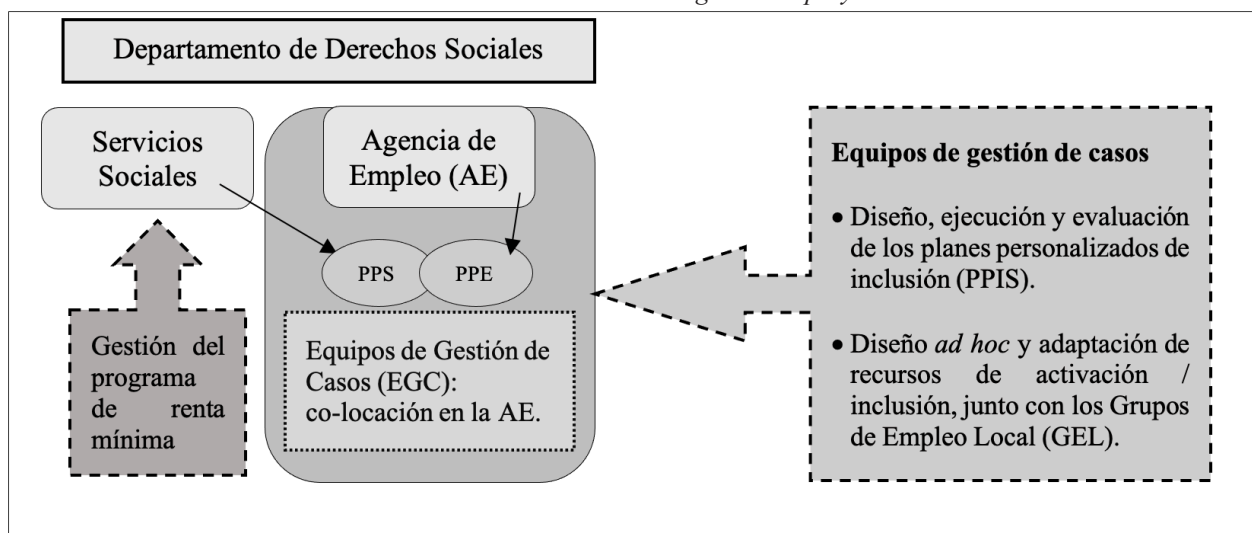 Departamento de Derechos Sociales
Servicios
Sociales
Agencia de
Empleo (AE)
PPS
PPE
Equipos de Gestión de
Casos (EGC):
co-locación en la AE.
Gestión del
programa
de renta
mínima
Equipos de gestión de casos
• Diseño, ejecución y evaluación
de los planes personalizados de
inclusión (PPIS).
• Diseño ad hoc y adaptación de
recursos de activación /
inclusión, junto con los Grupos
de Empleo Local (GEL).